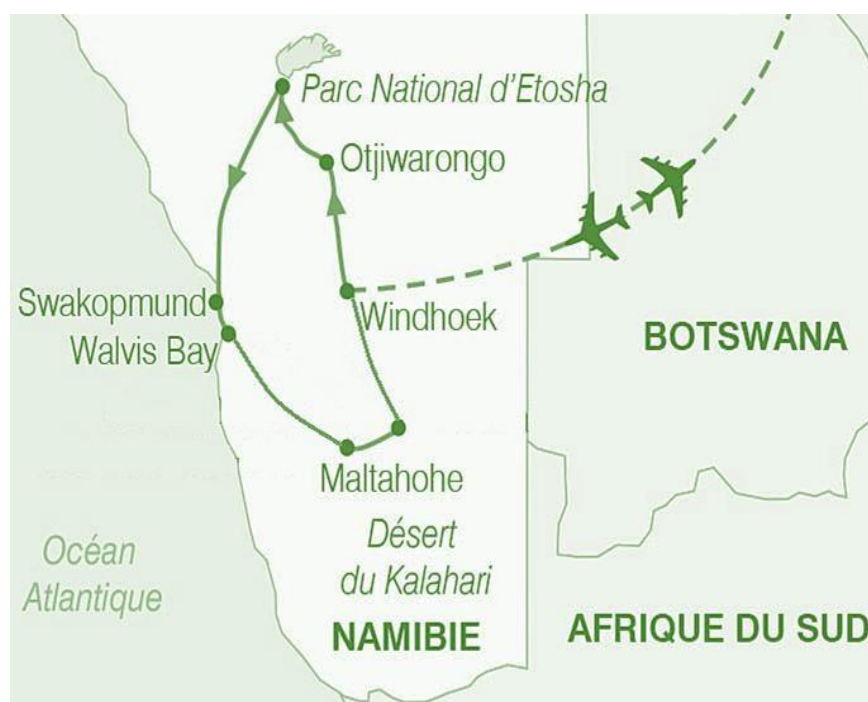 Parc National d'Etosha
Otjiwarongo
Swakopmund
Windhoek
Walvis Bay
BOTSWANA
Maltahohe
Désert
du Kalahari
Océan
Atlantique
NAMIBIE
AFRIQUE DU SUD